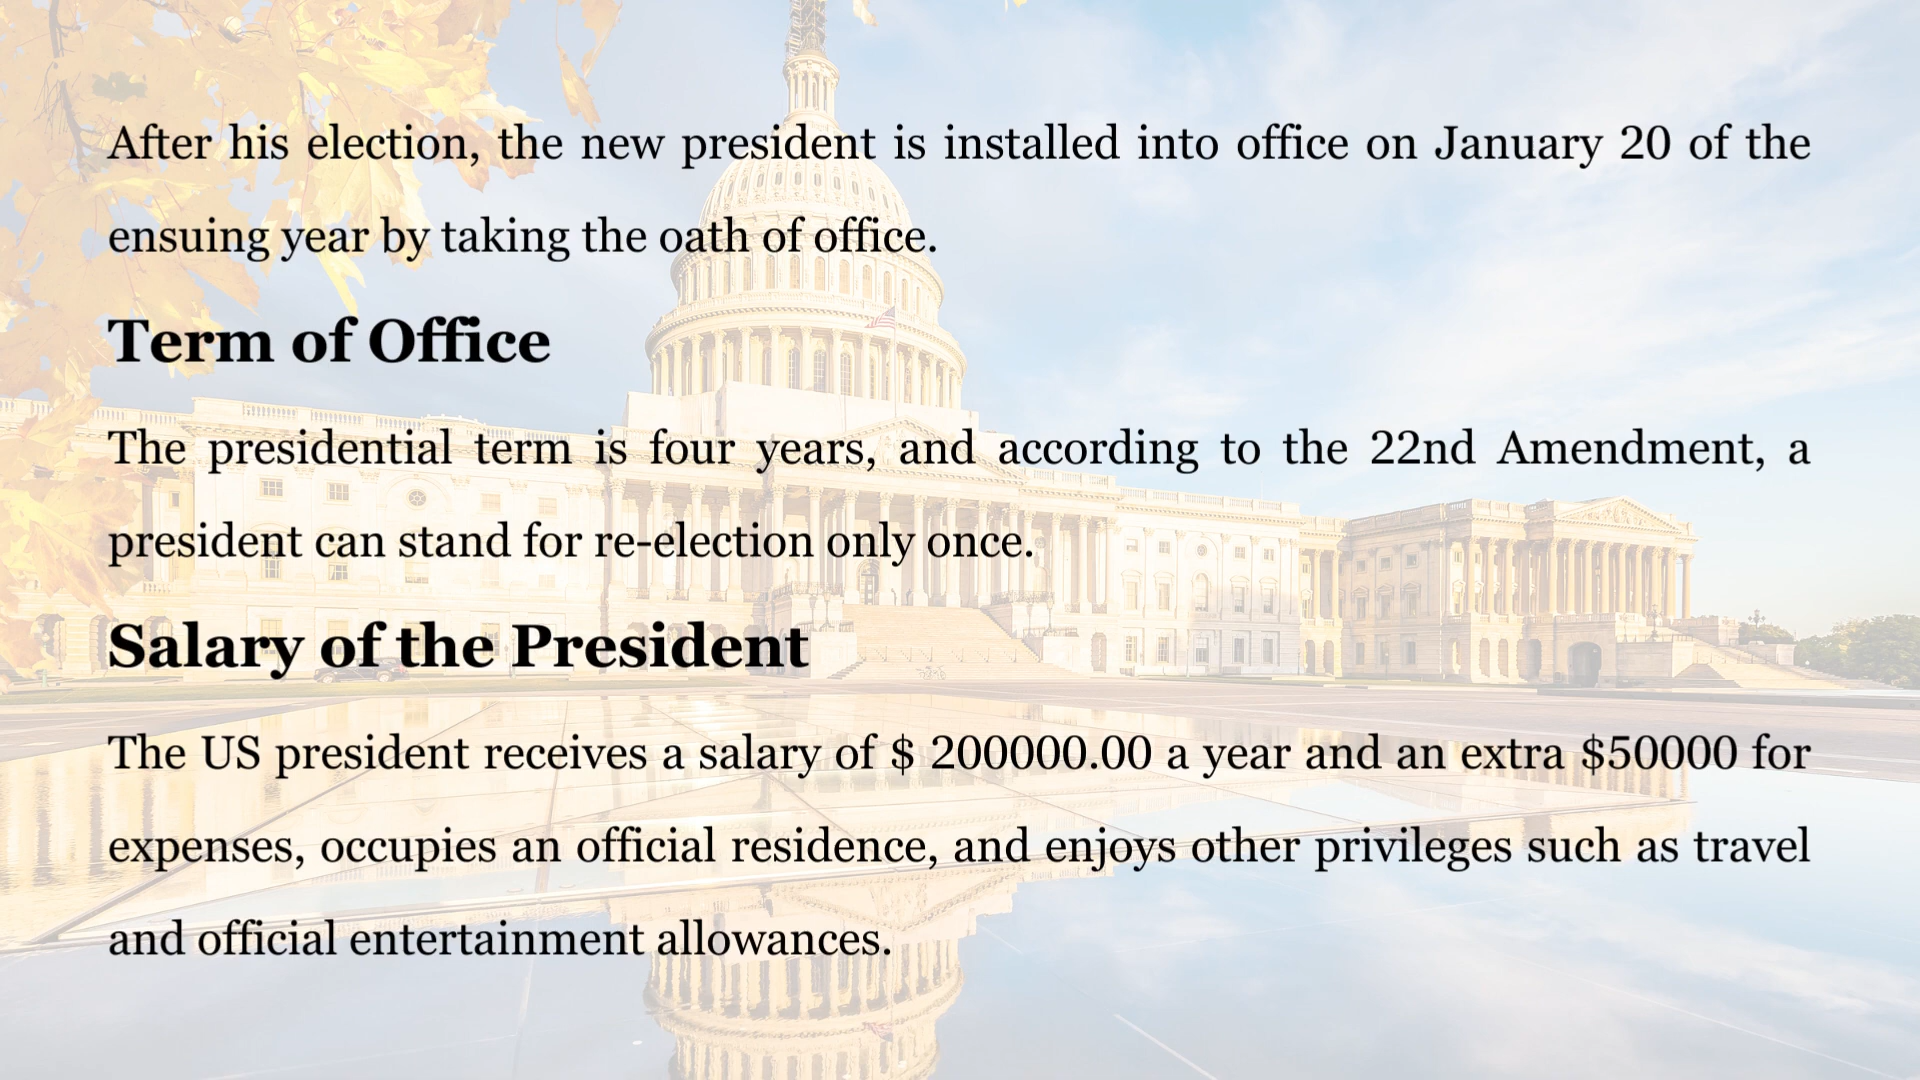 After his election, the new president is installed into office on January 20 of the
ensuing year by taking the oath of office.
Term of Office
The presidential term is four years, and according to the 22nd Amendment, a
president can stand for re-election only once.
Salary of the President
The US president receives a salary of $ 200000.00 a year and an extra $50000 for
expenses, occupies an official residence, and enjoys other privileges such as travel
and official entertainment allowances.